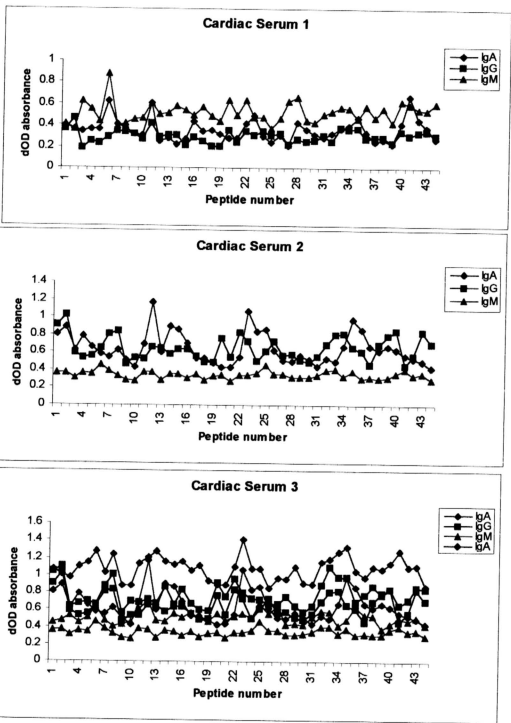 Cardiac Serum 1
dOD absorbance
1
0.8
0.6
0.4
0.2
0
1 4 7 10 13 16 19 22 25 28 31 34 37 40 43
Peptide number
IgA
IgG
IgM
Cardiac Serum 2
dOD absorbance
1.4
1.2
1
0.8
0.6
0.4
0.2
0
1 4 7 10 13 16 19 22 25 28 31 34 37 40 43
Peptide number
IgA
IgG
IgM
Cardiac Serum 3
dOD absorbance
1.6
1.4
1.2
1
0.8
0.6
0.4
0.2
0
1 4 7 10 13 16 19 22 25 28 31 34 37 40 43
Peptide number
IgA
IgG
IgM
IgA